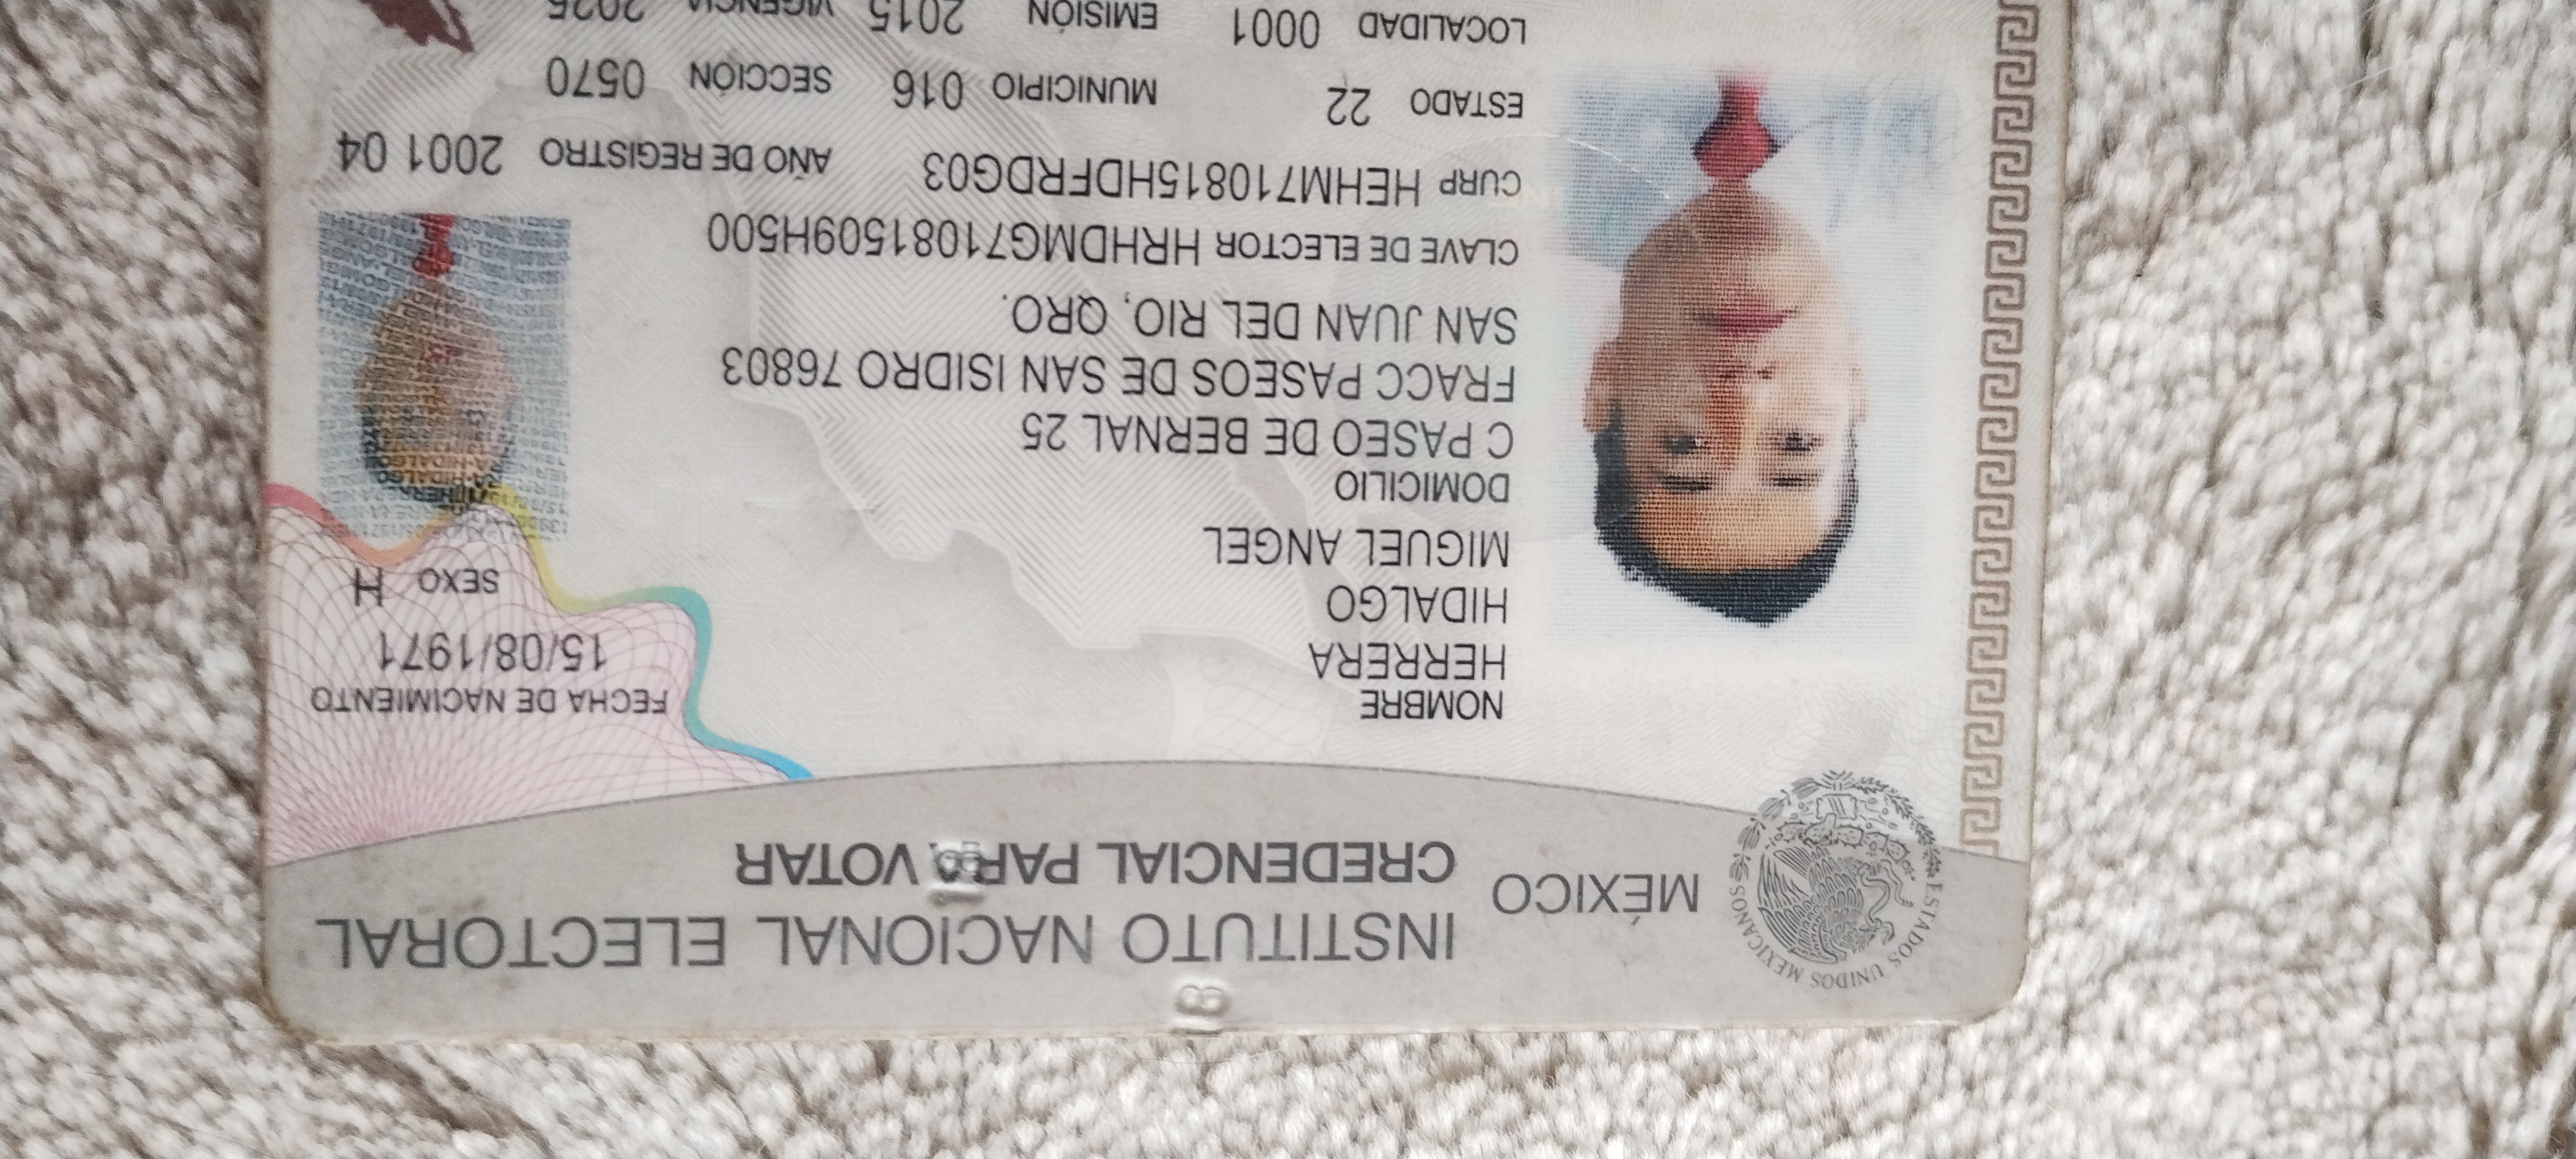 ESTADOS UNIDOS MEXICANOS
MÉXICO
INSTITUTO NACIONAL ELECTORAL
CREDENCIAL PARA VOTAR
NOMBRE
HERRERA
HIDALGO
MIGUEL ANGEL
FECHA DE NACIMIENTO
15/08/1971
SEXO H
DOMICILIO
C PASEO DE BERNAL 25
FRACC PASEOS DE SAN ISIDRO 76803
SAN JUAN DEL RIO, QRO.
CLAVE DE ELECTOR HRHDMG71081509H500
CURP HEHM710815HDFRDG03
AÑO DE REGISTRO 2001 04
ESTADO 22
MUNICIPIO 016
SECCIÓN 0570
LOCALIDAD 0001
EMISIÓN 2015
VIGENCIA 2025
18